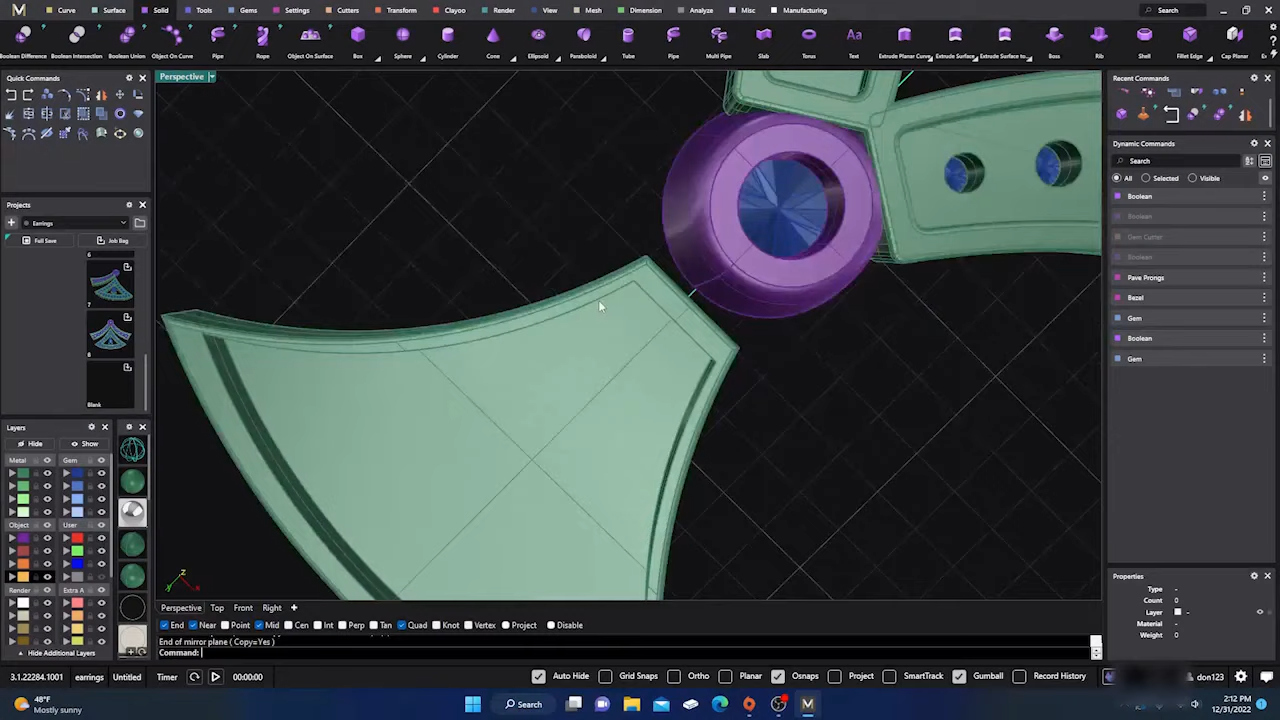 Curve Surface Solid Tools Gems Settings Cutters Transform Clayoo Render View Mesh Dimension Analyze Misc Manufacturing Search
Boolean Difference Boolean Intersection Boolean Union Object On Curve Pipe Rope Object On Surface Box Sphere Cylinder Cone Ellipsoid Paraboloid Tube Pipe Multi Pipe Slab Torus Text Extrude Planar Curve Extrude Surface Extrude Surface to Boss Rib Shell Fillet Edge Cap Planar
Quick Commands
Perspective
Recent Commands
Projects
Earrings
Full Save Job Bag
6
7
6
Blank
Dynamic Commands
Search
All Selected Visible
Boolean
Boolean
Gem Cutter
Boolean
Pave Prongs
Bezel
Gem
Boolean
Gem
Layers
Hide Show
Metal Gem
Object User
Render Extra A
Hide Additional Layers
z
y x
Perspective Top Front Right
End Near Point Mid Cen Int Perp Tan Quad Knot Vertex Project Disable
End of mirror plane ( Copy=Yes )
Command:
Properties
Type -
Count 0
Layer -
Material -
Weight 0
3.1.22284.1001 earrings Untitled Timer 00:00:00 Auto Hide Grid Snaps Ortho Planar Osnaps Project SmartTrack Gumball Record History don123
48°F
Mostly sunny
Search
2:12 PM
12/31/2022